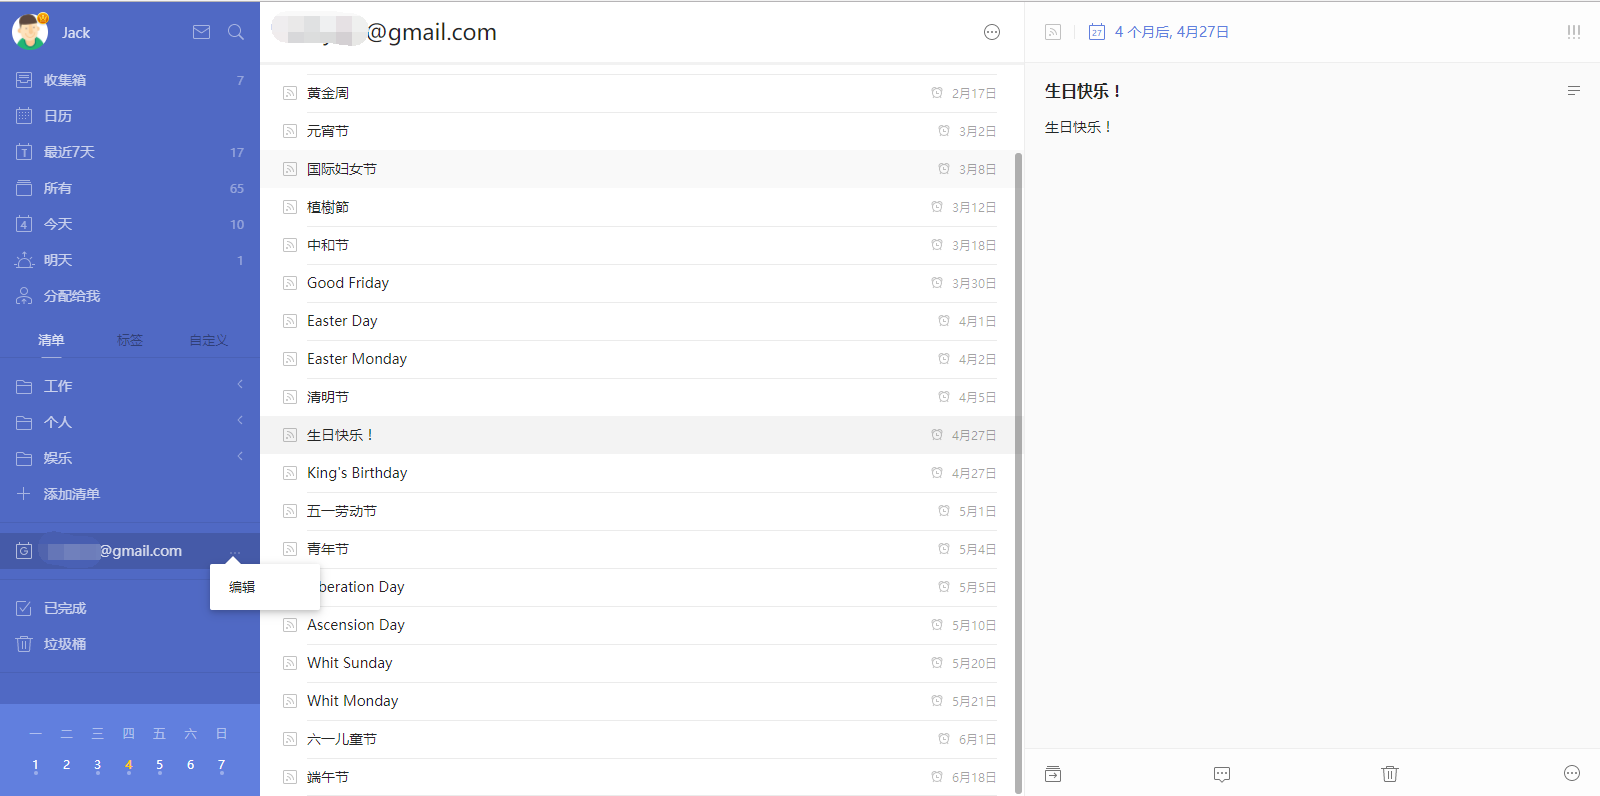 Jack
收集箱 7
日历
最近7天 17
所有 65
今天 10
明天 1
分配给我
清单 标签 自定义
工作
个人
娱乐
添加清单
@gmail.com
编辑
已完成
垃圾桶
一 二 三 四 五 六 日
1 2 3 4 5 6 7
@gmail.com
黄金周 2月17日
元宵节 3月2日
国际妇女节 3月8日
植樹節 3月12日
中和节 3月18日
Good Friday 3月30日
Easter Day 4月1日
Easter Monday 4月2日
清明节 4月5日
生日快乐！ 4月27日
King's Birthday 4月27日
五一劳动节 5月1日
青年节 5月4日
beration Day 5月5日
Ascension Day 5月10日
Whit Sunday 5月20日
Whit Monday 5月21日
六一儿童节 6月1日
端午节 6月18日
27 4 个月后, 4月27日
生日快乐！
生日快乐！